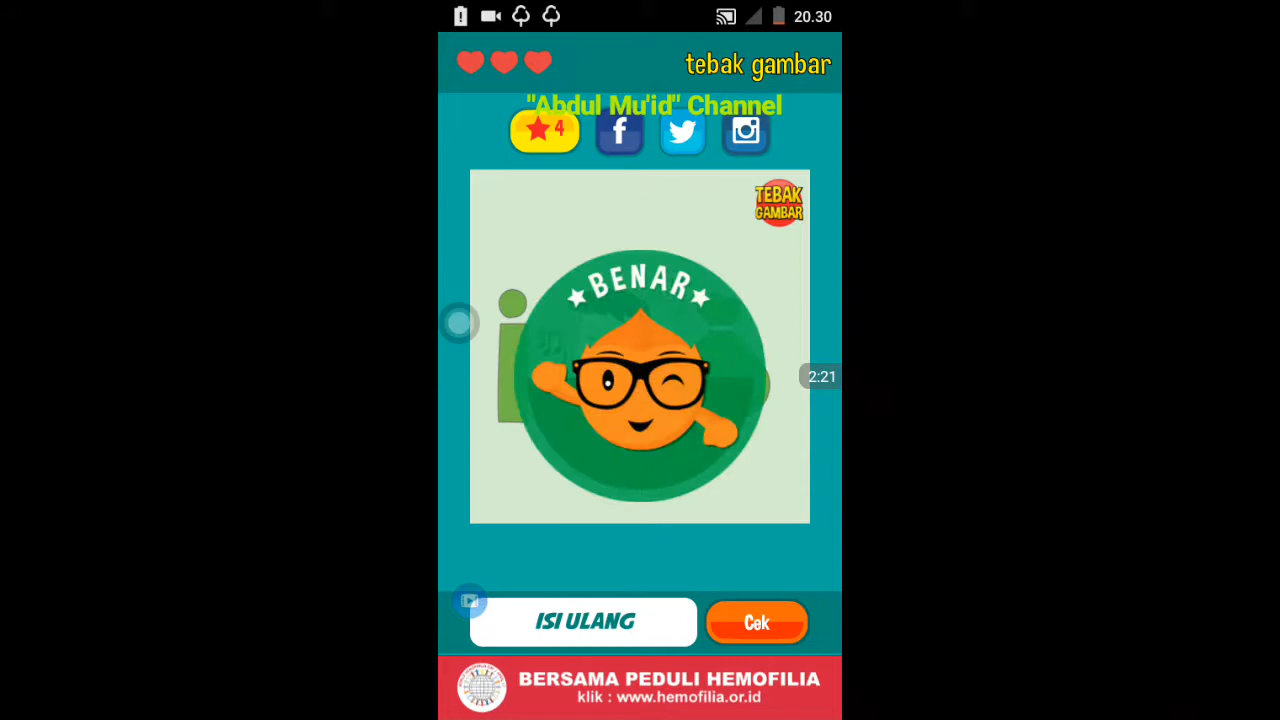 20.30
tebak gambar
"Abdul Mu'id" Channel
4
TEBAK
GAMBAR
BENAR
i
2:21
ISI ULANG
Cek
BERSAMA PEDULI HEMOFILIA
klik : www.hemofilia.or.id